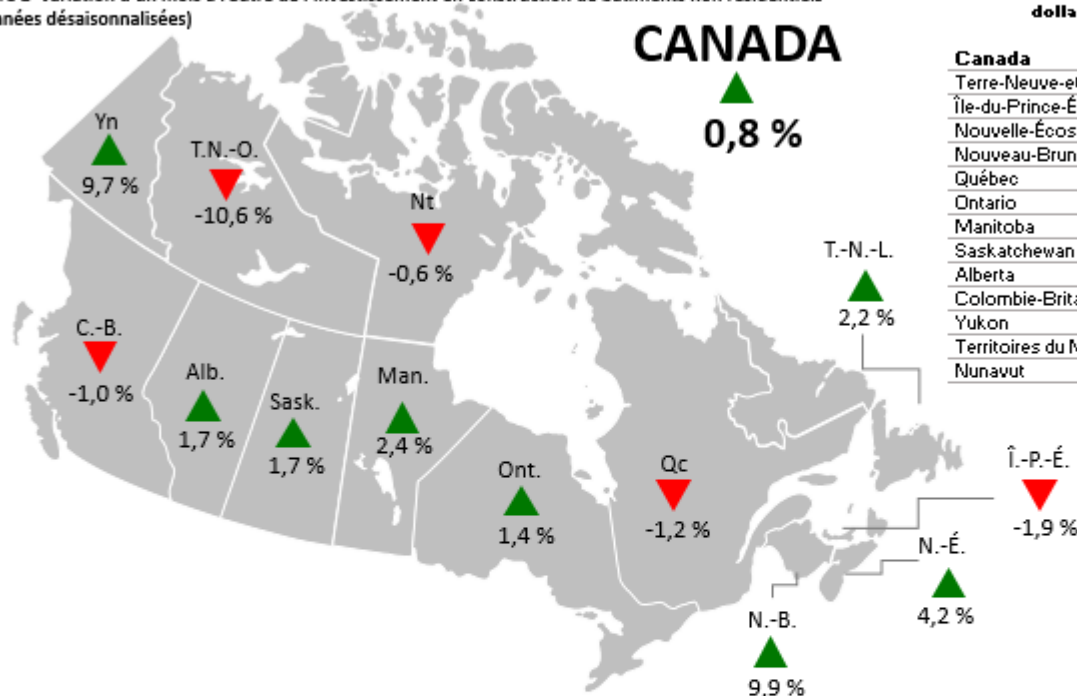 nnées désaisonnalisées)
CANADA
0,8 %
dolla
Canada
Terre-Neuve-et
Île-du-Prince-É
Nouvelle-Écos
Nouveau-Brun
Québec
Ontario
Manitoba
Saskatchewan
Alberta
Colombie-Brita
Yukon
Territoires du N
Nunavut
Yn
9,7 %
T.N.-O.
-10,6 %
Nt
-0,6 %
T.-N.-L.
2,2 %
C.-B.
-1,0 %
Alb.
1,7 %
Sask.
1,7 %
Man.
2,4 %
Ont.
1,4 %
Qc
-1,2 %
Î.-P.-É.
-1,9 %
N.-É.
4,2 %
N.-B.
9,9 %